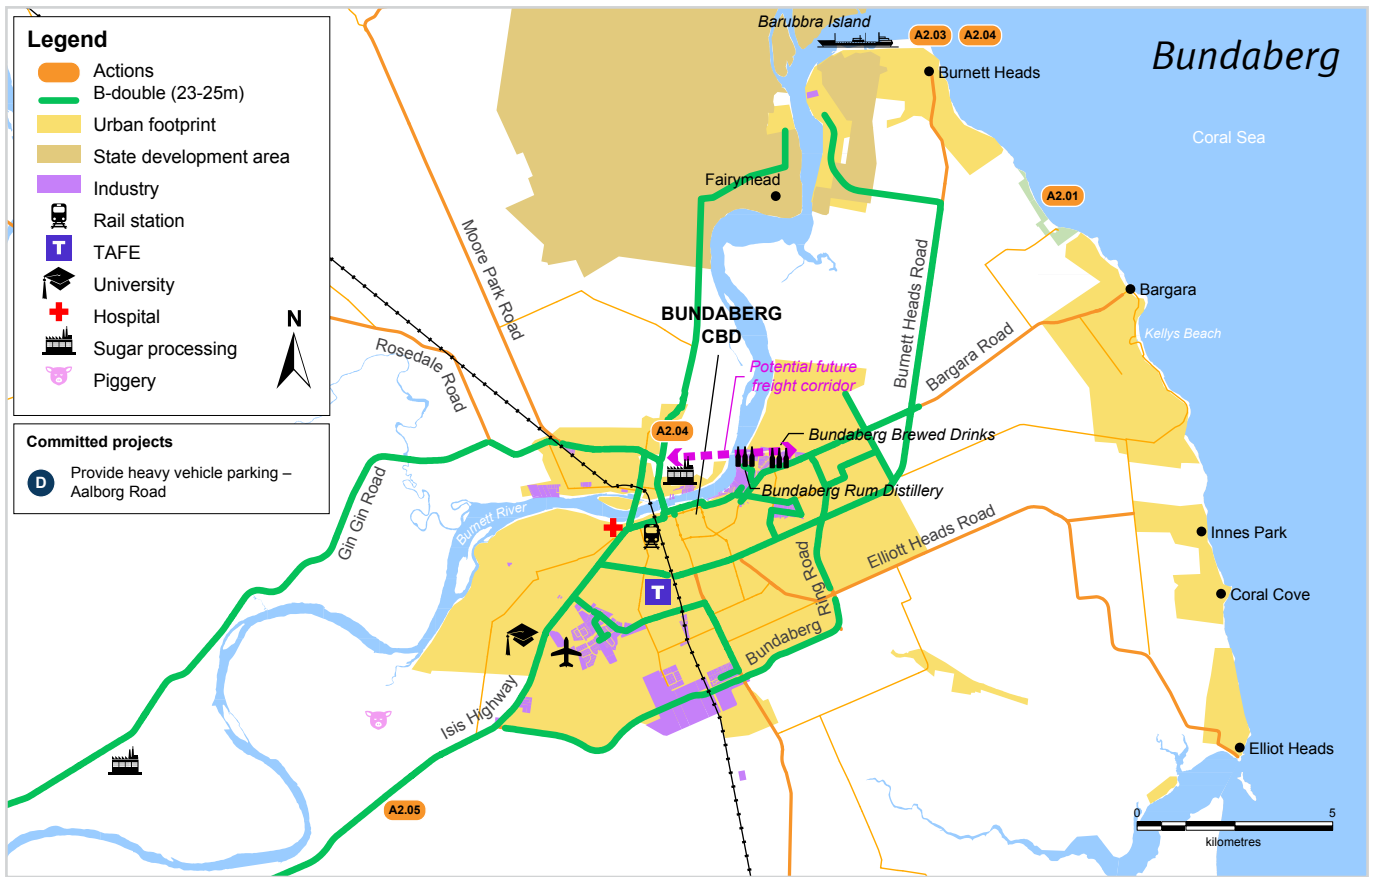 Bundaberg
Legend
Actions
B-double (23-25m)
Urban footprint
State development area
Industry
Rail station
T
TAFE
University
Hospital
Sugar processing
Piggery
N
Committed projects
D
Provide heavy vehicle parking –
Aalborg Road
Barubbra Island
A2.03
A2.04
Burnett Heads
Coral Sea
Fairymead
A2.01
Moore Park Road
Burnett Heads Road
Bargara
BUNDABERG
CBD
Kellys Beach
Bargara Road
Rosedale Road
Potential future
freight corridor
A2.04
Bundaberg Brewed Drinks
Bundaberg Rum Distillery
Gin Gin Road
Burnett River
Elliott Heads Road
Innes Park
T
Ring Road
Coral Cove
Bundaberg
Isis Highway
Elliot Heads
A2.05
0
5
kilometres